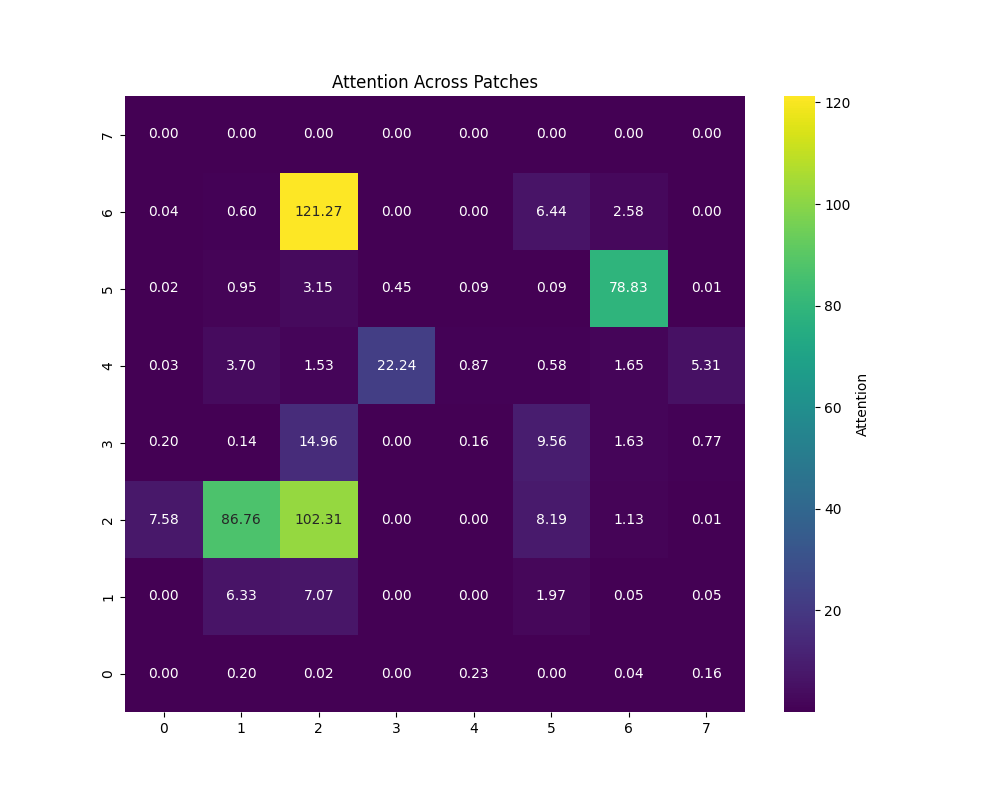 Attention Across Patches
7 0.00 0.00 0.00 0.00 0.00 0.00 0.00 0.00
6 0.04 0.60 121.27 0.00 0.00 6.44 2.58 0.00
5 0.02 0.95 3.15 0.45 0.09 0.09 78.83 0.01
4 0.03 3.70 1.53 22.24 0.87 0.58 1.65 5.31
3 0.20 0.14 14.96 0.00 0.16 9.56 1.63 0.77
2 7.58 86.76 102.31 0.00 0.00 8.19 1.13 0.01
1 0.00 6.33 7.07 0.00 0.00 1.97 0.05 0.05
0 0.00 0.20 0.02 0.00 0.23 0.00 0.04 0.16
0 1 2 3 4 5 6 7
120
100
80
60
40
20
Attention